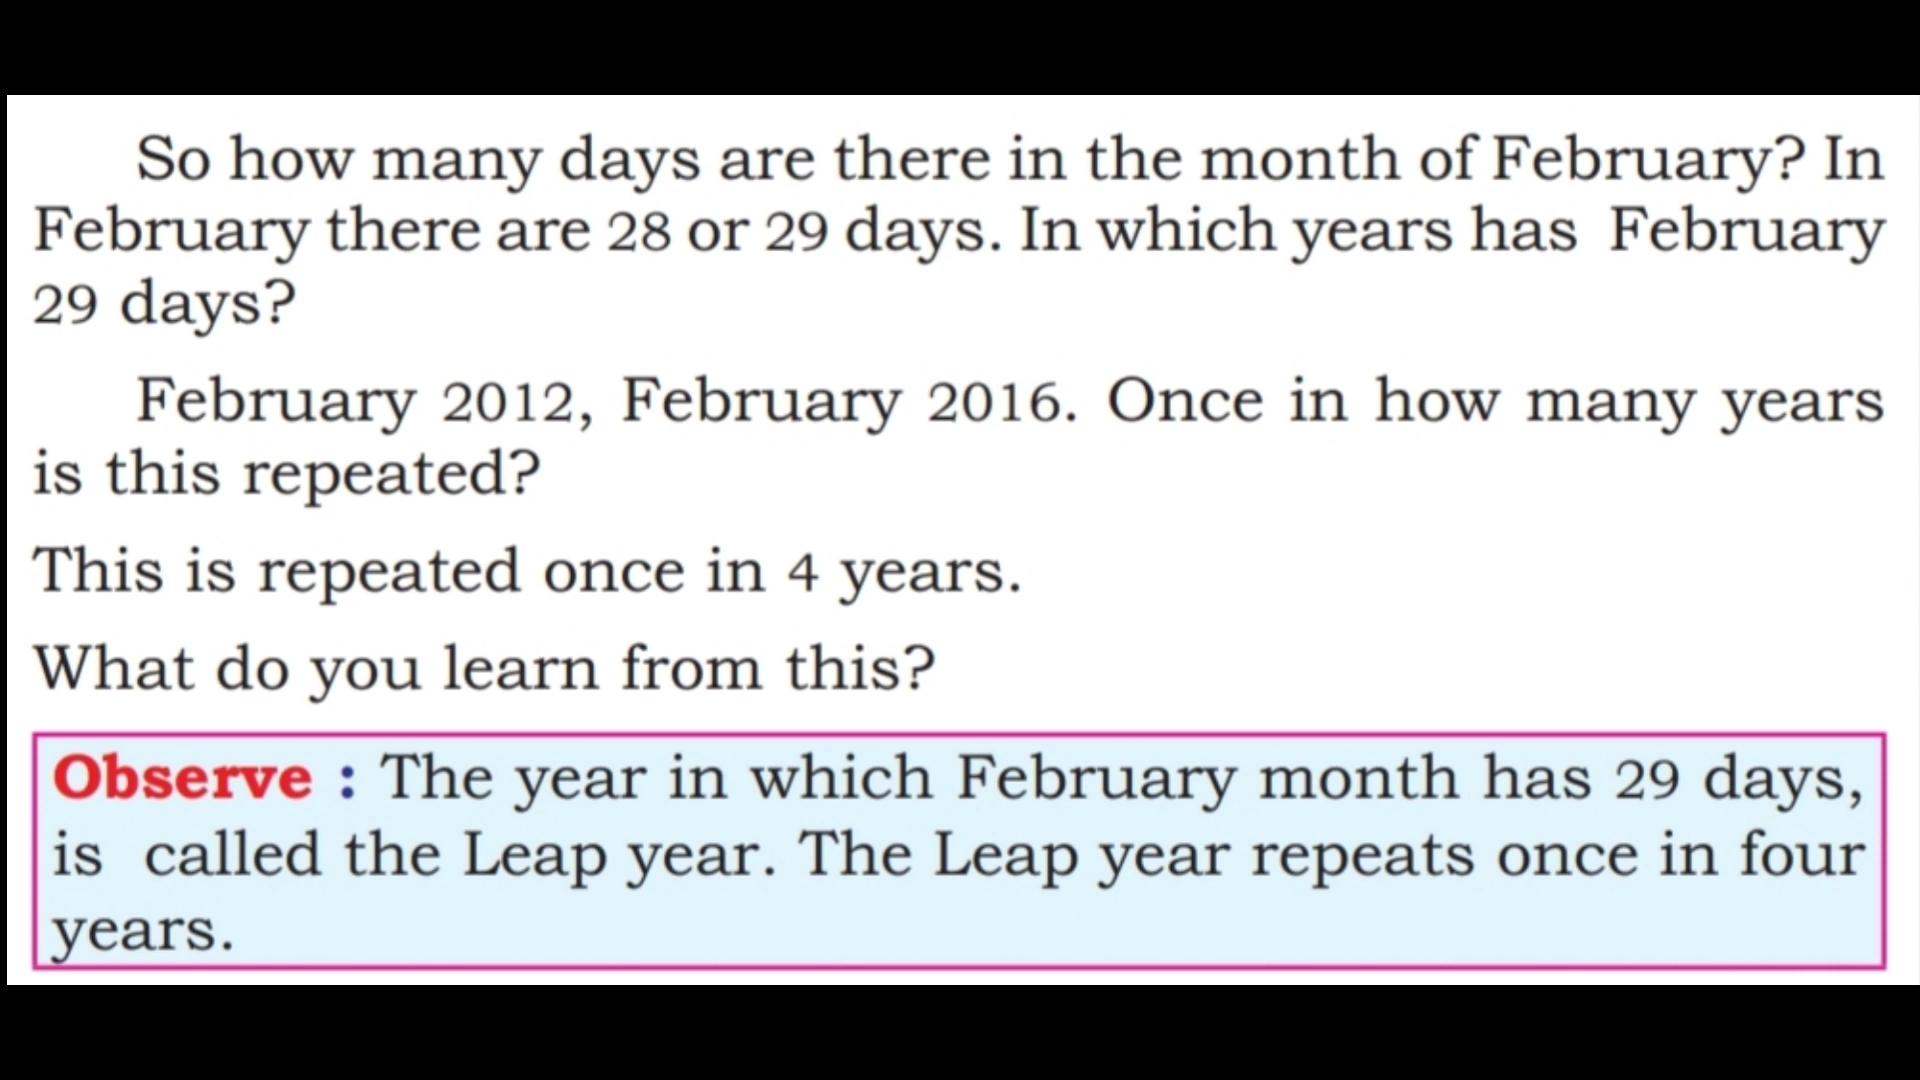 So how many days are there in the month of February? In
February there are 28 or 29 days. In which years has February
29 days?
February 2012, February 2016. Once in how many years
is this repeated?
This is repeated once in 4 years.
What do you learn from this?
Observe : The year in which February month has 29 days,
is called the Leap year. The Leap year repeats once in four
years.